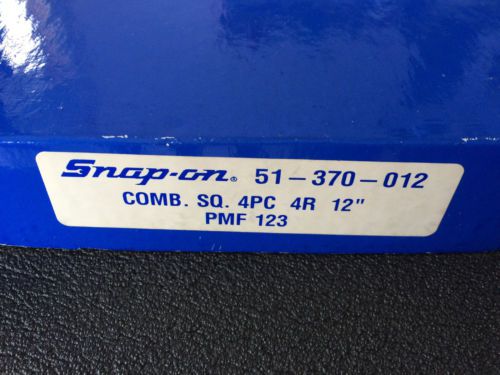 Snap-on® 51-370-012
COMB. SQ. 4PC 4R 12"
PMF 123